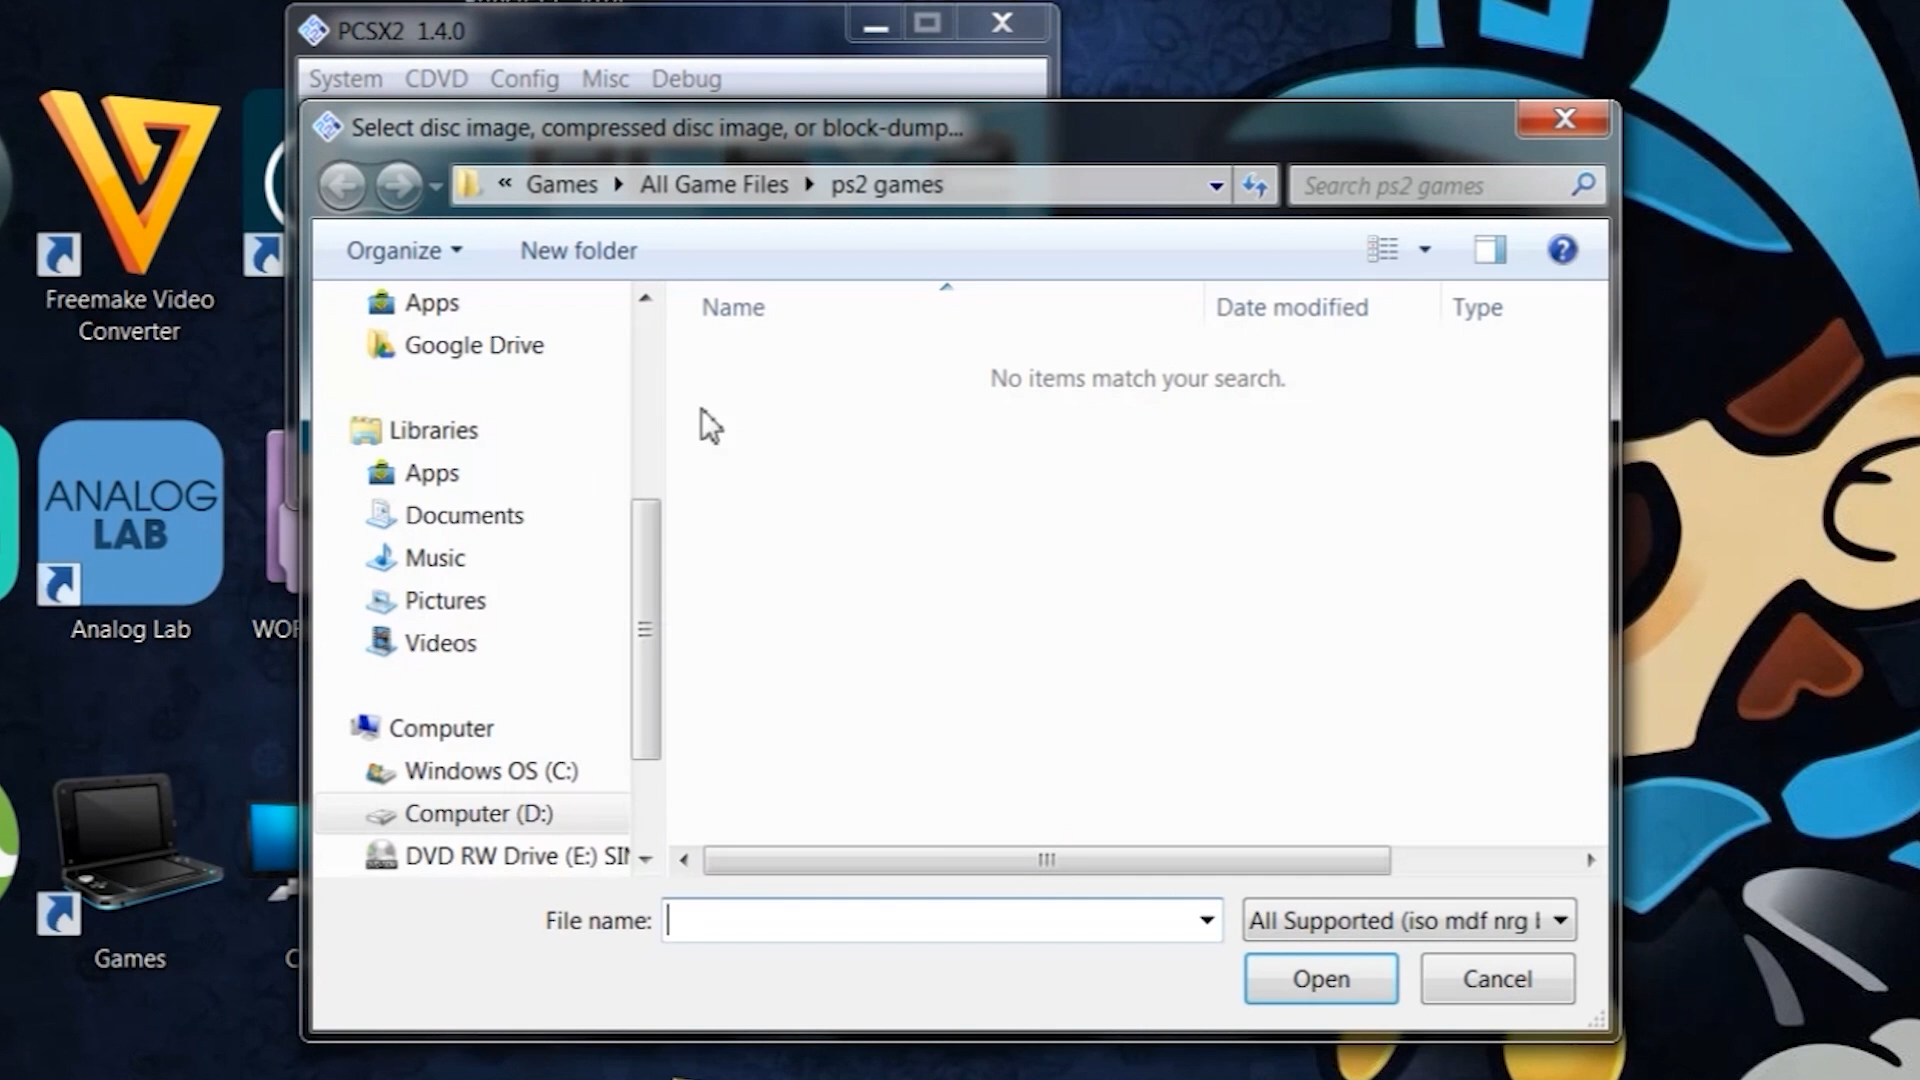 PCSX2 1.4.0
System CDVD Config Misc Debug
Select disc image, compressed disc image, or block-dump...
« Games All Game Files ps2 games
Search ps2 games
Organize
New folder
Apps
Google Drive
Libraries
Apps
Documents
Music
Pictures
Videos
Computer
Windows OS (C:)
Computer (D:)
DVD RW Drive (E:)
Name
Date modified
Type
No items match your search.
File name:
All Supported (iso mdf nrg
Open
Cancel
Freemake Video
Converter
ANALOG
LAB
Analog Lab
Games